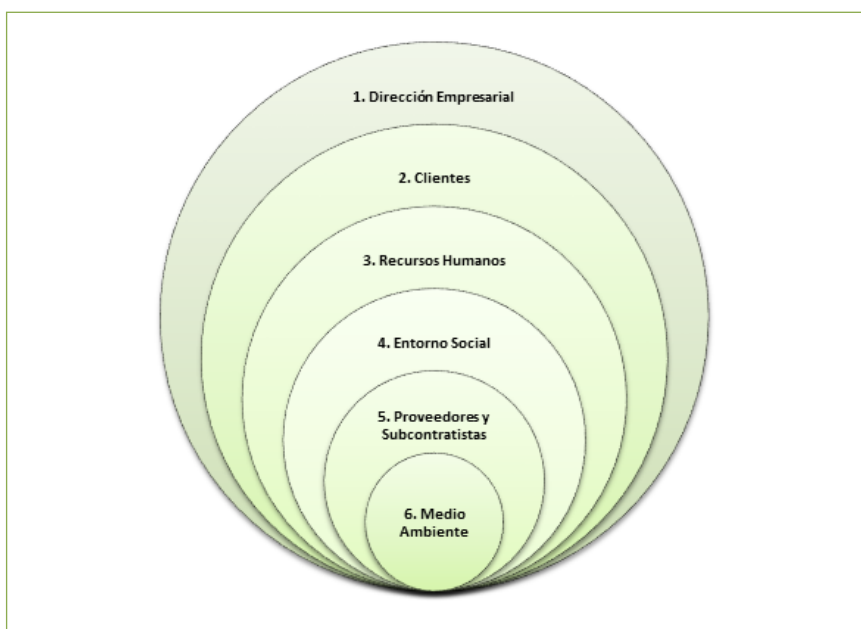 1. Dirección Empresarial
2. Clientes
3. Recursos Humanos
4. Entorno Social
5. Proveedores y
Subcontratistas
6. Medio
Ambiente